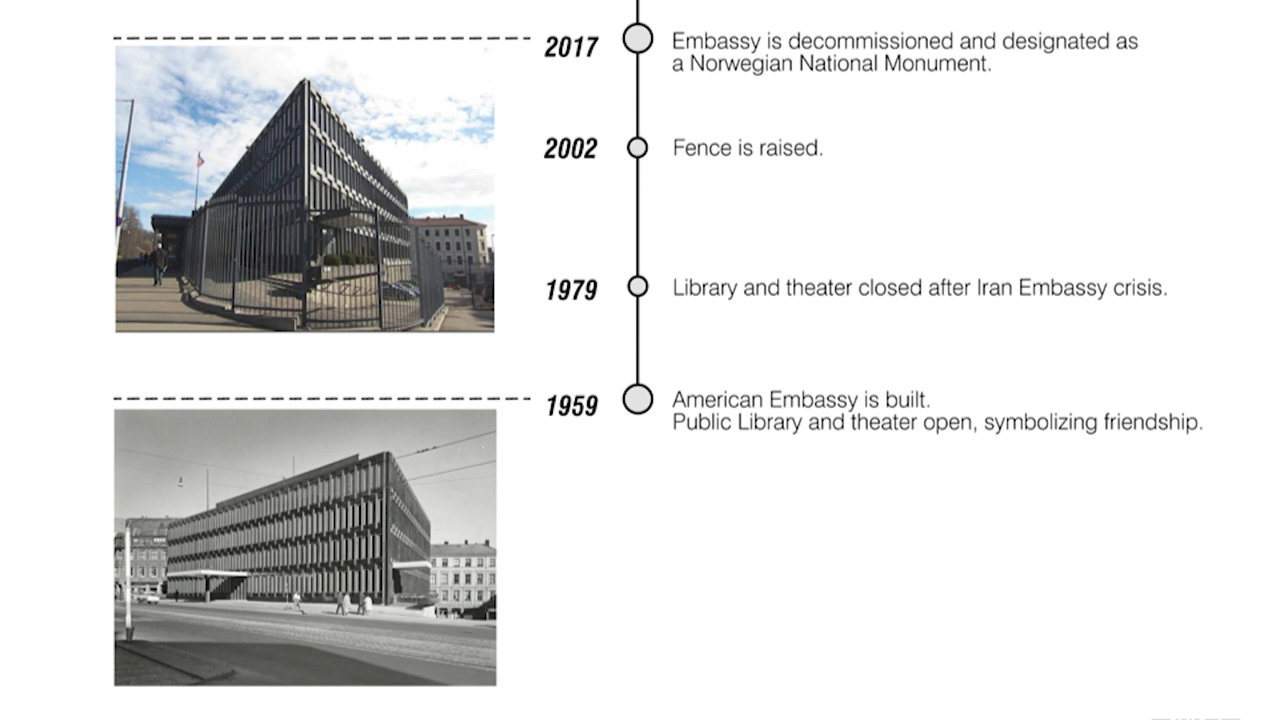 2017
Embassy is decommissioned and designated as
a Norwegian National Monument.
2002
Fence is raised.
1979
Library and theater closed after Iran Embassy crisis.
1959
American Embassy is built.
Public Library and theater open, symbolizing friendship.